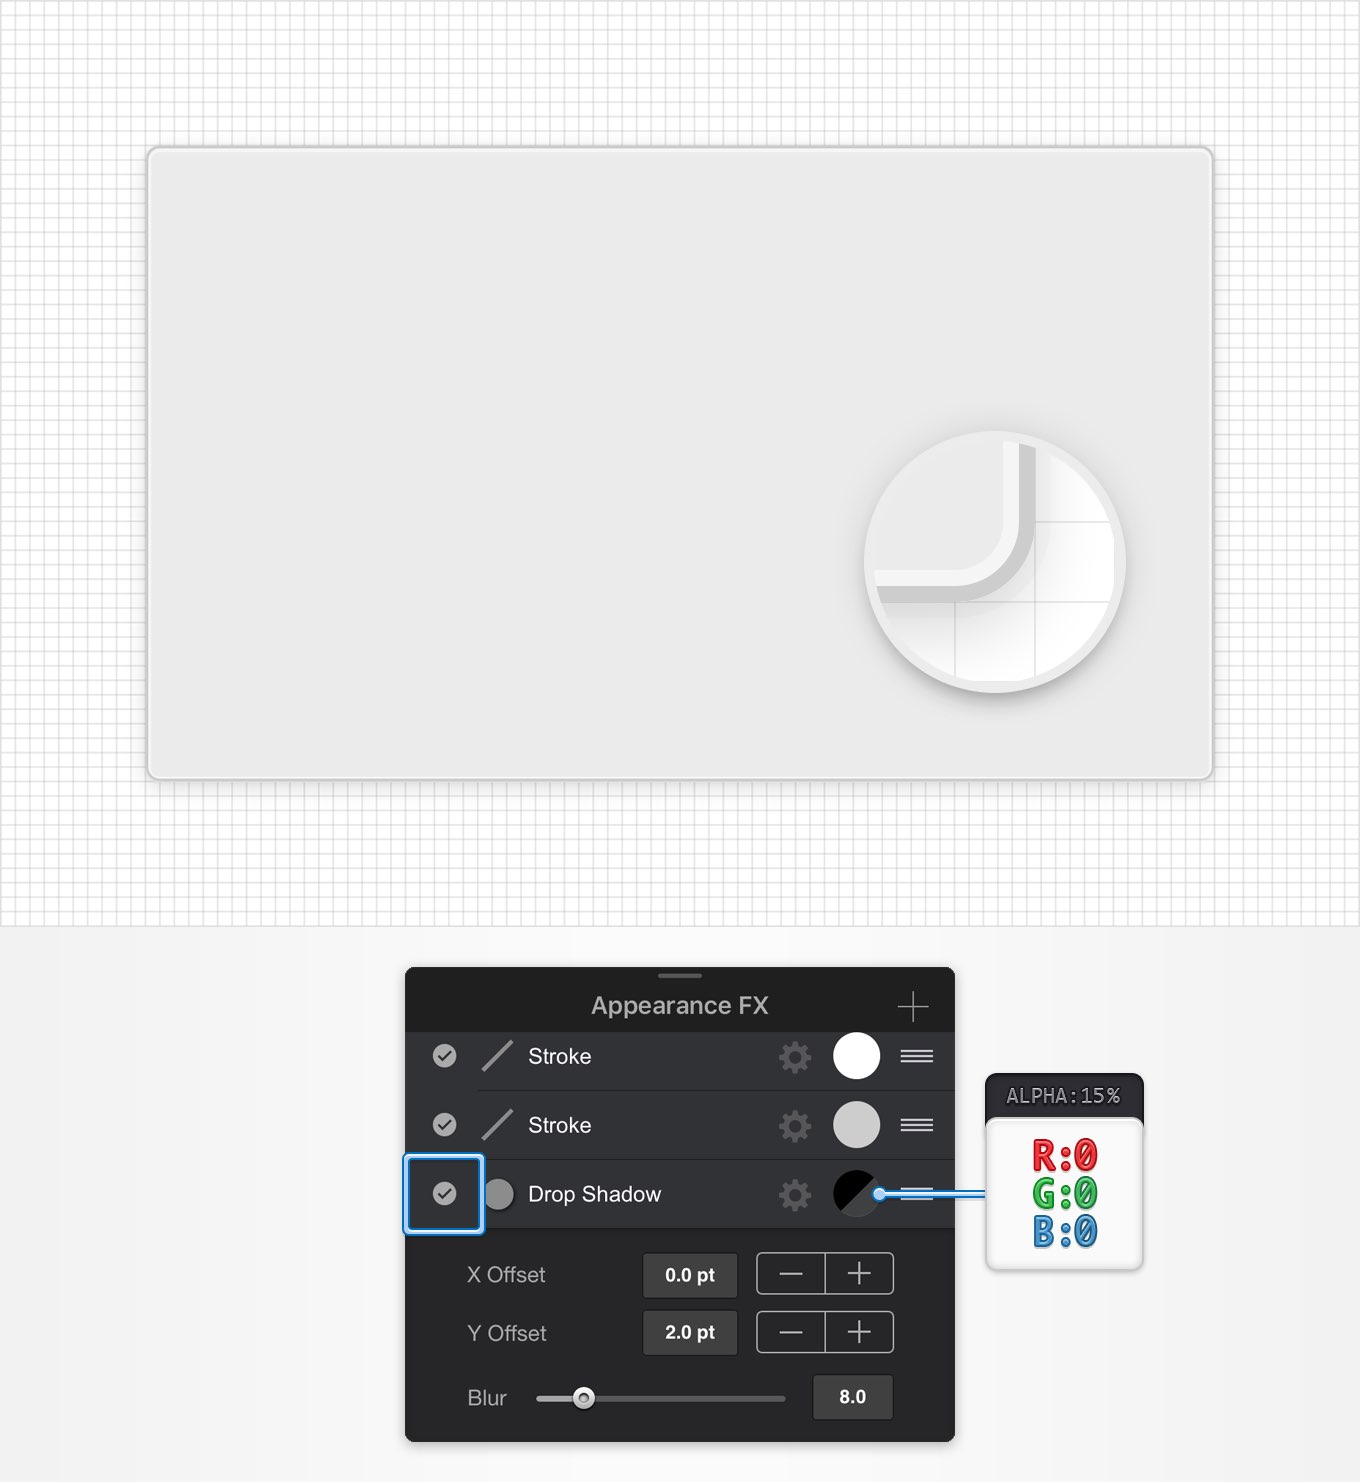 Appearance FX
Stroke
Stroke
Drop Shadow
ALPHA:15%
R:0
G:0
B:0
X Offset 0.0 pt
Y Offset 2.0 pt
Blur 8.0